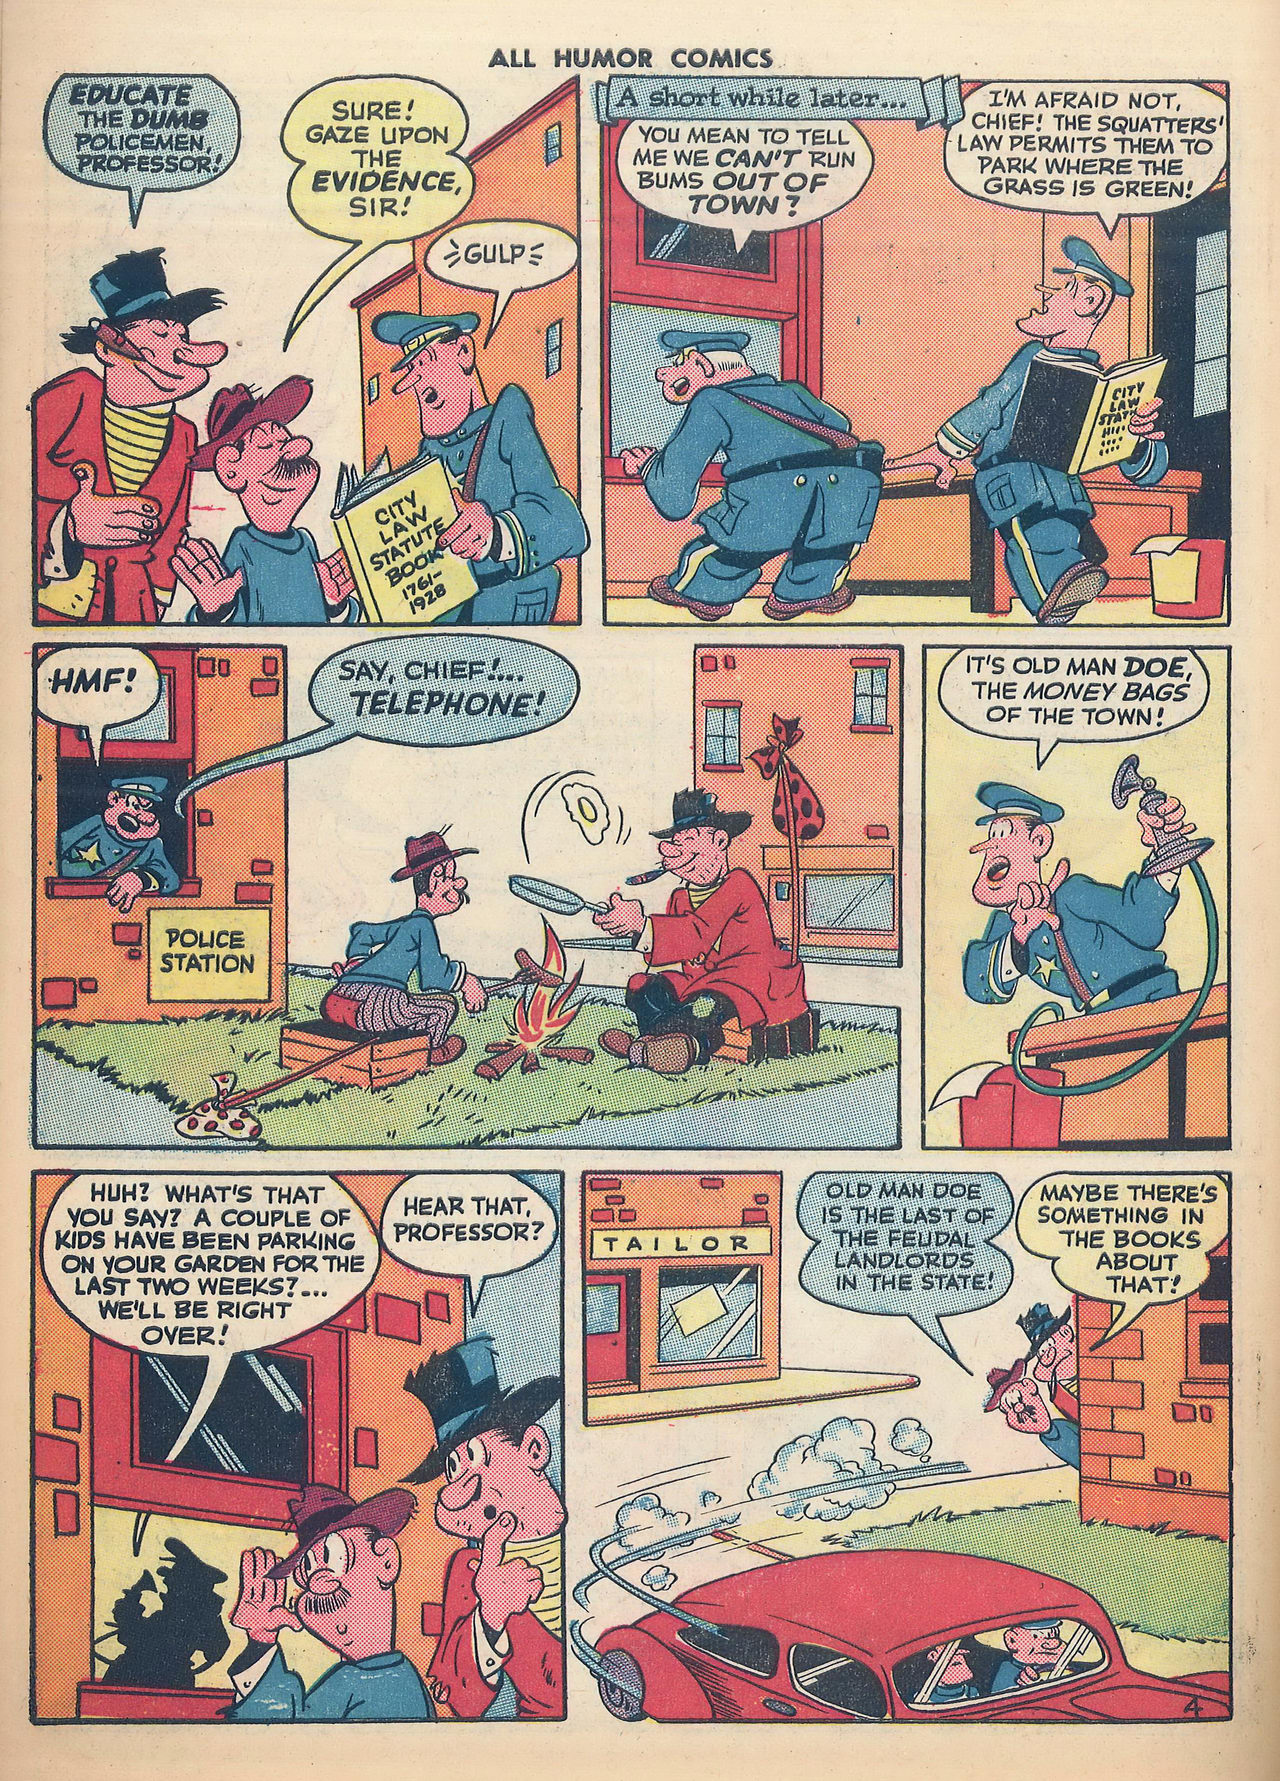 ALL HUMOR COMICS
EDUCATE
THE DUMB
POLICEMEN,
PROFESSOR!
SURE!
GAZE UPON
THE
EVIDENCE,
SIR!
GULP
CITY
LAW
STATUTE
BOOK
1761-
1928
A short while later...
YOU MEAN TO TELL
ME WE CAN'T RUN
BUMS OUT OF
TOWN?
I'M AFRAID NOT,
CHIEF! THE SQUATTERS'
LAW PERMITS THEM TO
PARK WHERE THE
GRASS IS GREEN!
CITY
LAW
HMF!
SAY, CHIEF!....
TELEPHONE!
POLICE
STATION
IT'S OLD MAN DOE,
THE MONEY BAGS
OF THE TOWN!
HUH? WHAT'S THAT
YOU SAY? A COUPLE OF
KIDS HAVE BEEN PARKING
ON YOUR GARDEN FOR THE
LAST TWO WEEKS?...
WE'LL BE RIGHT
OVER!
HEAR THAT,
PROFESSOR?
TAILOR
OLD MAN DOE
IS THE LAST OF
THE FEUDAL
LANDLORDS
IN THE STATE!
MAYBE THERE'S
SOMETHING IN
THE BOOKS
ABOUT
THAT!
4